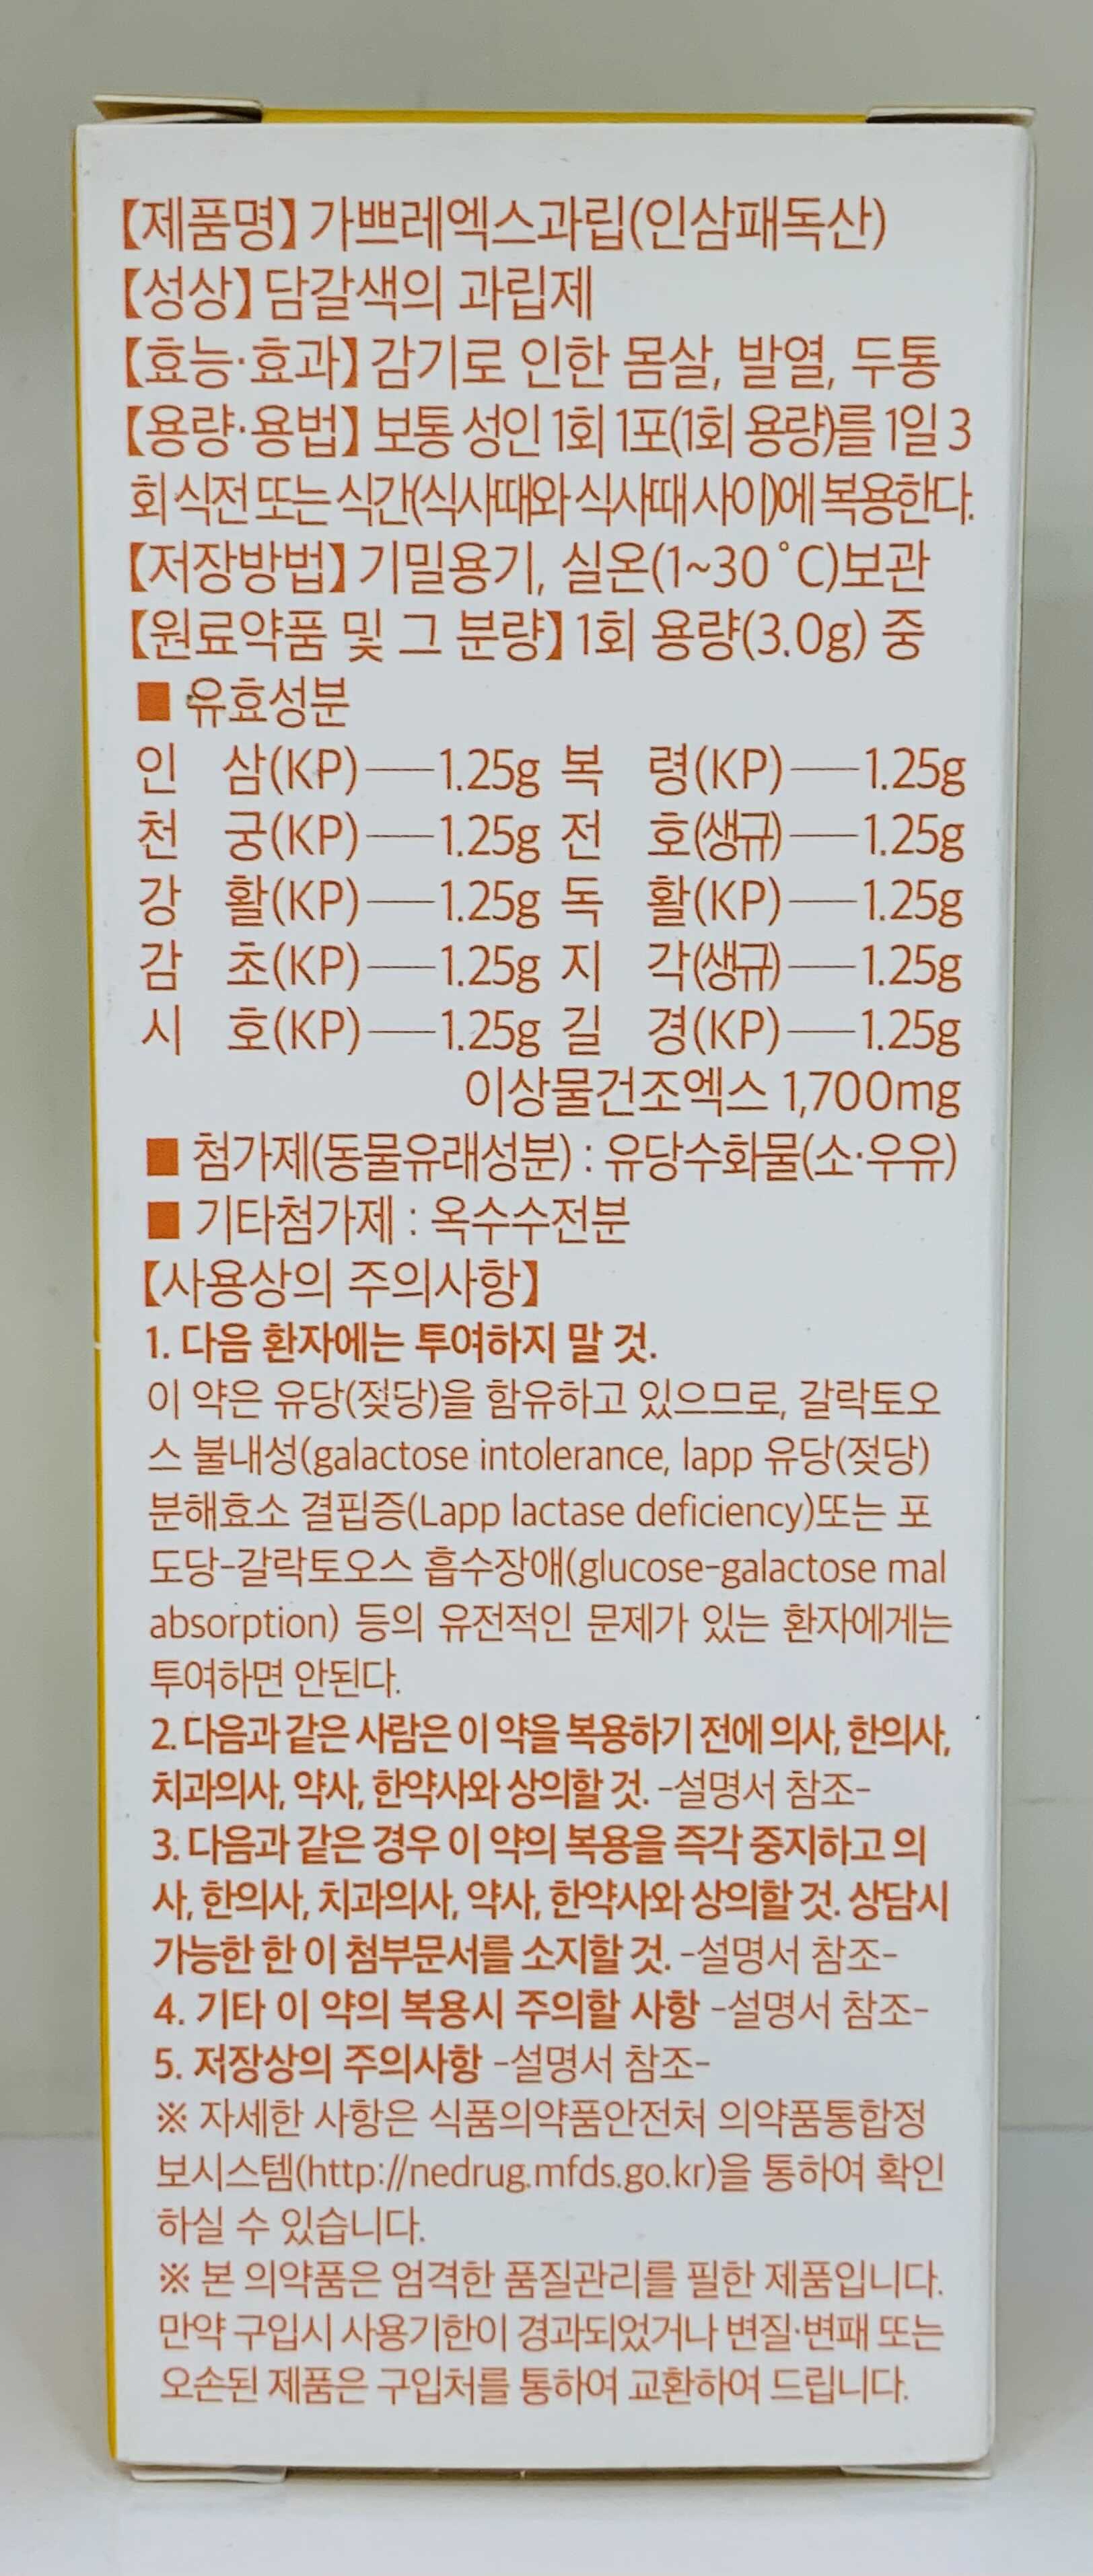 【제품명】 가쁘레엑스과립(인삼패독산)
【성상】 담갈색의 과립제
【효능·효과】 감기로 인한 몸살, 발열, 두통
【용량·용법】 보통 성인 1회 1포(1회 용량)를 1일 3
회 식전 또는 식간(식사때와 식사때 사이)에 복용한다.
【저장방법】 기밀용기, 실온(1~30˚C)보관
【원료약품 및 그 분량】 1회 용량(3.0g) 중
■ 유효성분
인 삼(KP)──1.25g 복 령(KP)──1.25g
천 궁(KP)──1.25g 전 호(생규)──1.25g
강 활(KP)──1.25g 독 활(KP)──1.25g
감 초(KP)──1.25g 지 각(생규)──1.25g
시 호(KP)──1.25g 길 경(KP)──1.25g
이상물건조엑스 1,700mg
■ 첨가제(동물유래성분) : 유당수화물(소·우유)
■ 기타첨가제 : 옥수수전분
【사용상의 주의사항】
1. 다음 환자에는 투여하지 말 것.
이 약은 유당(젖당)을 함유하고 있으므로, 갈락토오
스 불내성(galactose intolerance, lapp 유당(젖당)
분해효소 결핍증(Lapp lactase deficiency)또는 포
도당-갈락토오스 흡수장애(glucose-galactose mal
absorption) 등의 유전적인 문제가 있는 환자에게는
투여하면 안된다.
2. 다음과 같은 사람은 이 약을 복용하기 전에 의사, 한의사,
치과의사, 약사, 한약사와 상의할 것. -설명서 참조-
3. 다음과 같은 경우 이 약의 복용을 즉각 중지하고 의
사, 한의사, 치과의사, 약사, 한약사와 상의할 것. 상담시
가능한 한 이 첨부문서를 소지할 것. -설명서 참조-
4. 기타 이 약의 복용시 주의할 사항 -설명서 참조-
5. 저장상의 주의사항 -설명서 참조-
※ 자세한 사항은 식품의약품안전처 의약품통합정
보시스템(http://nedrug.mfds.go.kr)을 통하여 확인
하실 수 있습니다.
※ 본 의약품은 엄격한 품질관리를 필한 제품입니다.
만약 구입시 사용기한이 경과되었거나 변질·변패 또는
오손된 제품은 구입처를 통하여 교환하여 드립니다.